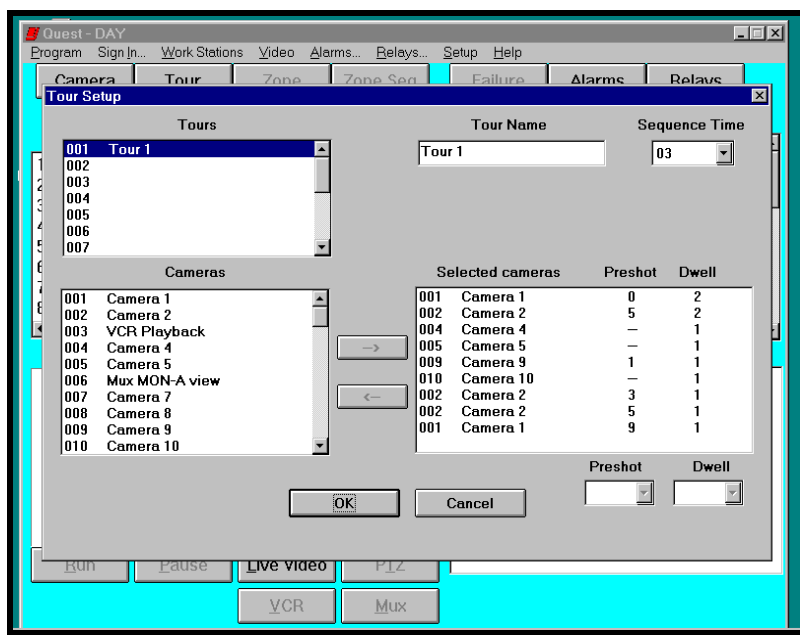 Quest - DAY
Program Sign In... Work Stations Video Alarms... Relays... Setup Help
Camera Tour Zone Zone Seq Failure Alarms Relays
Tour Setup
Tours Tour Name Sequence Time
001 Tour 1 Tour 1 03
002
003
004
005
006
007
Cameras Selected cameras Preshot Dwell
001 Camera 1 001 Camera 1 0 2
002 Camera 2 002 Camera 2 5 2
003 VCR Playback 004 Camera 4 – 1
004 Camera 4 005 Camera 5 – 1
005 Camera 5 009 Camera 9 1 1
006 Mux MON-A view 010 Camera 10 – 1
007 Camera 7 002 Camera 2 3 1
008 Camera 8 002 Camera 2 5 1
009 Camera 9 001 Camera 1 9 1
010 Camera 10
–>
<–
Preshot Dwell
OK Cancel
Run Pause Live Video PTZ
VCR Mux